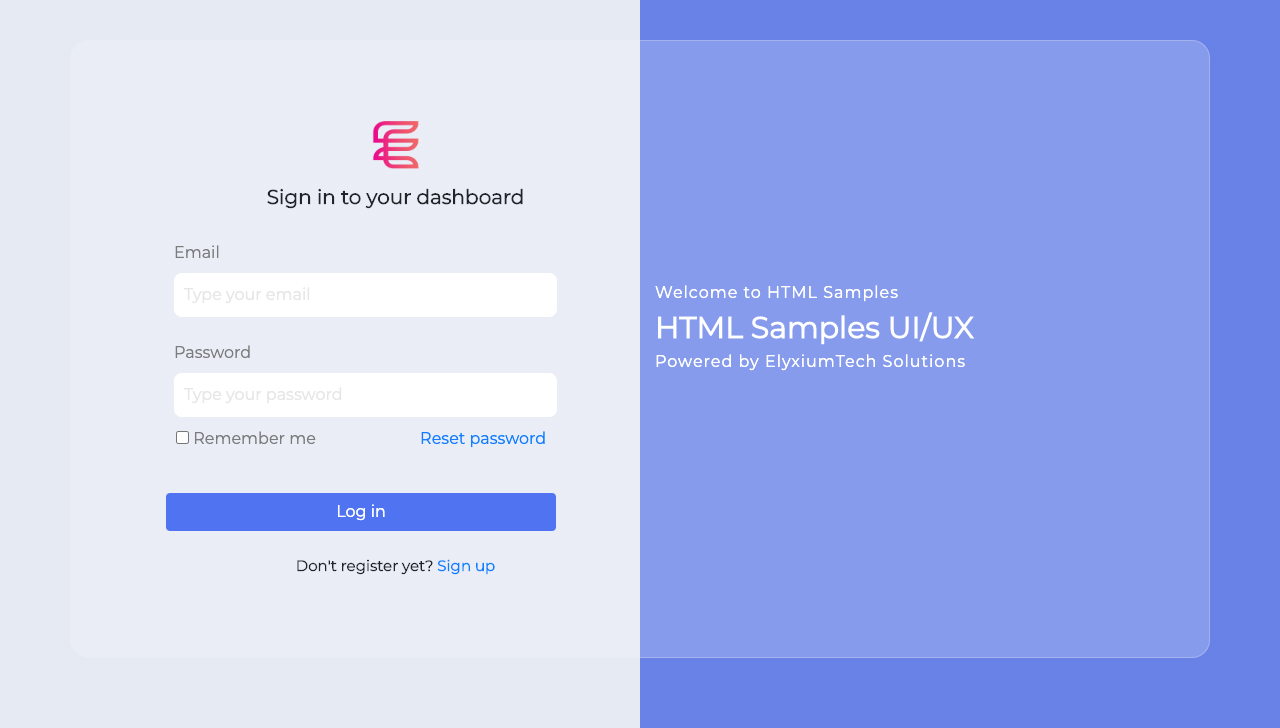 Sign in to your dashboard
Email
Type your email
Password
Type your password
Remember me
Reset password
Log in
Don't register yet? Sign up
Welcome to HTML Samples
HTML Samples UI/UX
Powered by ElyxiumTech Solutions